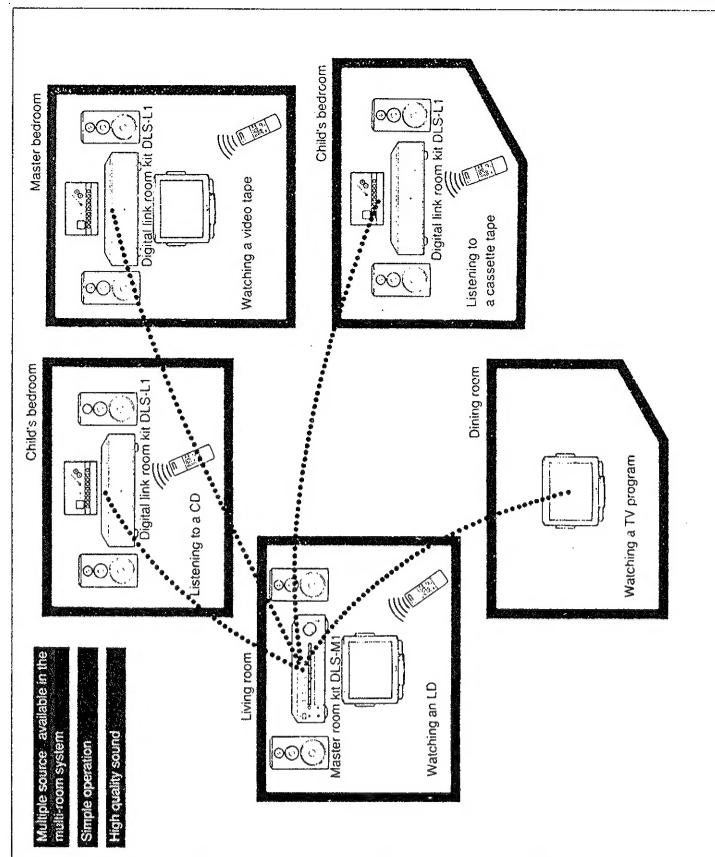 Multiple source available in the
multi-room system
Simple operation
High quality sound
Child's bedroom
Digital link room kit DLS-L1
Listening to a CD
Master bedroom
Digital link room kit DLS-L1
Watching a video tape
Living room
Master room kit DLS-M1
Watching an LD
Dining room
Watching a TV program
Child's bedroom
Digital link room kit DLS-L1
Listening to
a cassette tape